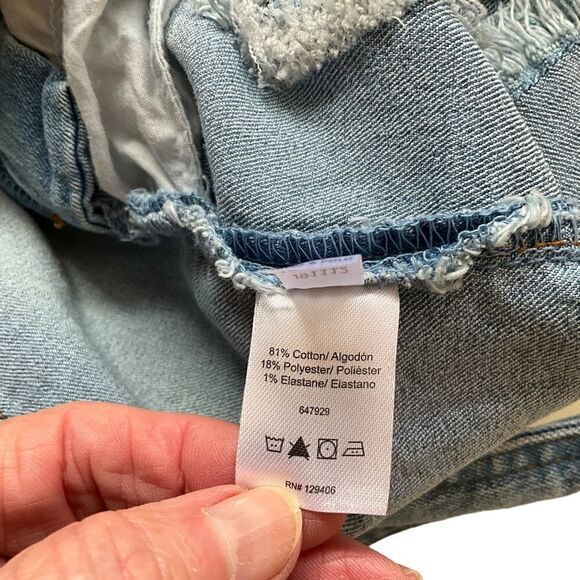 81% Cotton/ Algodón
18% Polyester/ Poliéster
1% Elastane/ Elastano
647929
RN# 129406